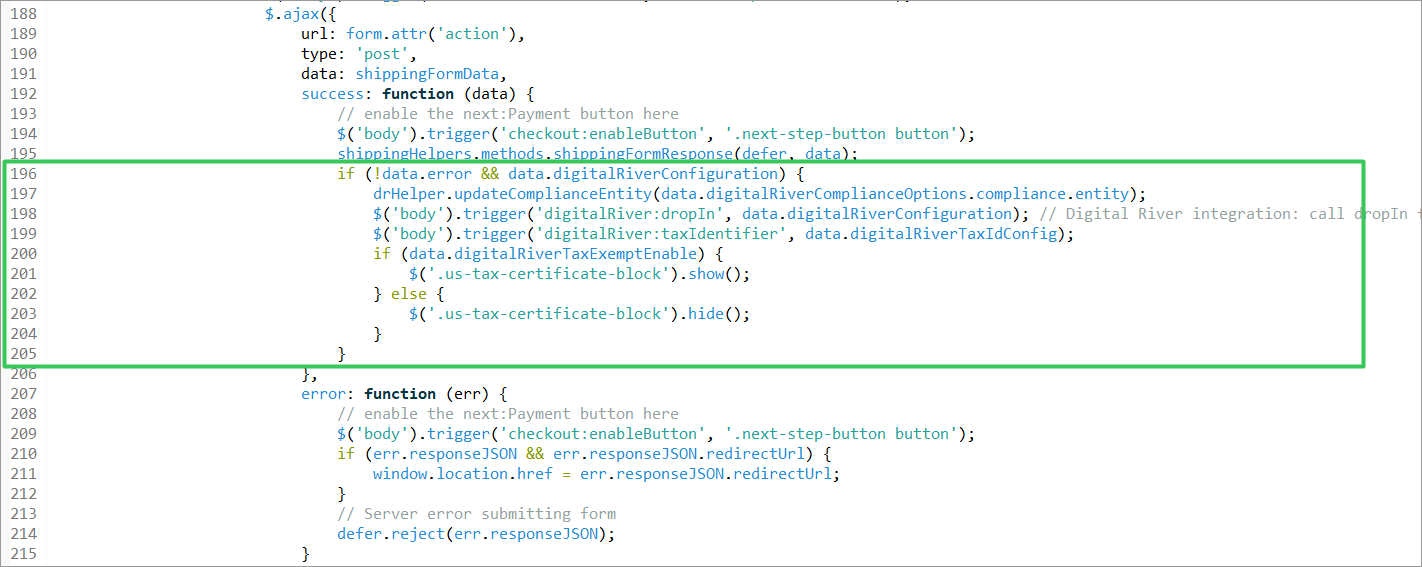 188 $.ajax({
189 url: form.attr('action'),
190 type: 'post',
191 data: shippingFormData,
192 success: function (data) {
193 // enable the next:Payment button here
194 $('body').trigger('checkout:enableButton', '.next-step-button button');
195 shippingHelpers.methods.shippingFormResponse(defer, data);
196 if (!data.error && data.digitalRiverConfiguration) {
197 drHelper.updateComplianceEntity(data.digitalRiverComplianceOptions.compliance.entity);
198 $('body').trigger('digitalRiver:dropIn', data.digitalRiverConfiguration); // Digital River integration: call dropIn
199 $('body').trigger('digitalRiver:taxIdentifier', data.digitalRiverTaxIdConfig);
200 if (data.digitalRiverTaxExemptEnable) {
201 $('.us-tax-certificate-block').show();
202 } else {
203 $('.us-tax-certificate-block').hide();
204 }
205 }
206 },
207 error: function (err) {
208 // enable the next:Payment button here
209 $('body').trigger('checkout:enableButton', '.next-step-button button');
210 if (err.responseJSON && err.responseJSON.redirectUrl) {
211 window.location.href = err.responseJSON.redirectUrl;
212 }
213 // Server error submitting form
214 defer.reject(err.responseJSON);
215 }